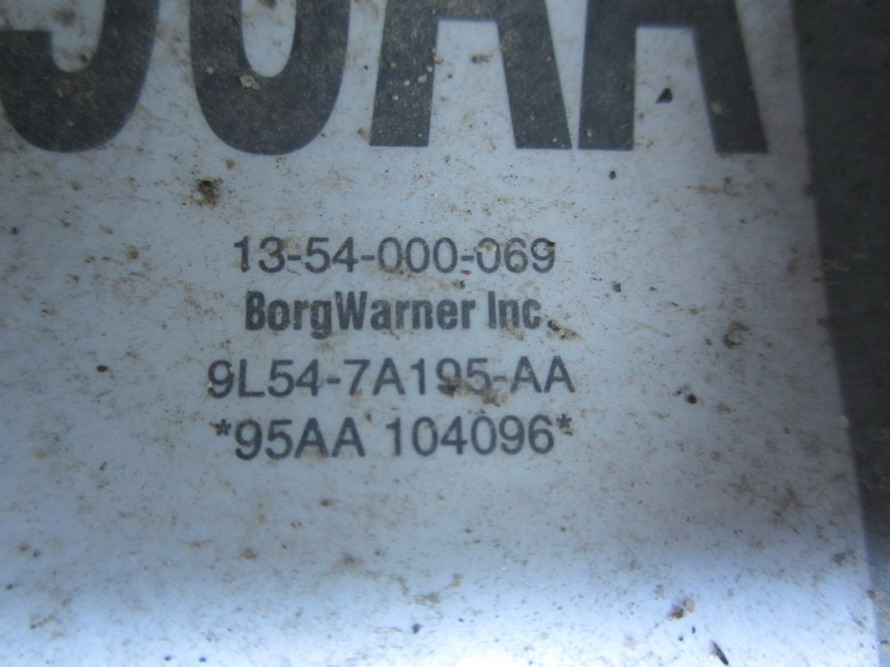 13-54-000-069
BorgWarner Inc.
9L54-7A195-AA
*95AA 104096*